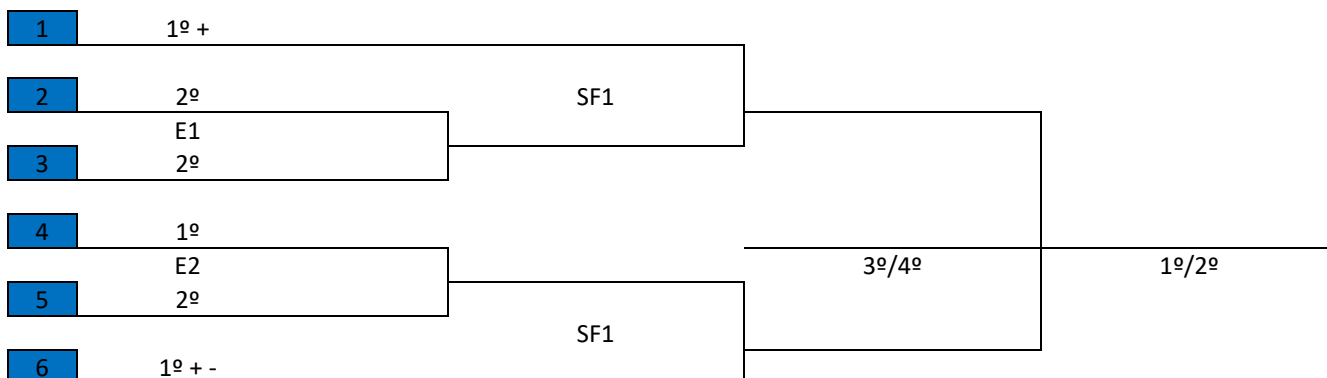 1 1º +
2 2º SF1
E1
3 2º
4 1º
E2 3º/4º 1º/2º
5 2º
SF1
6 1º + -